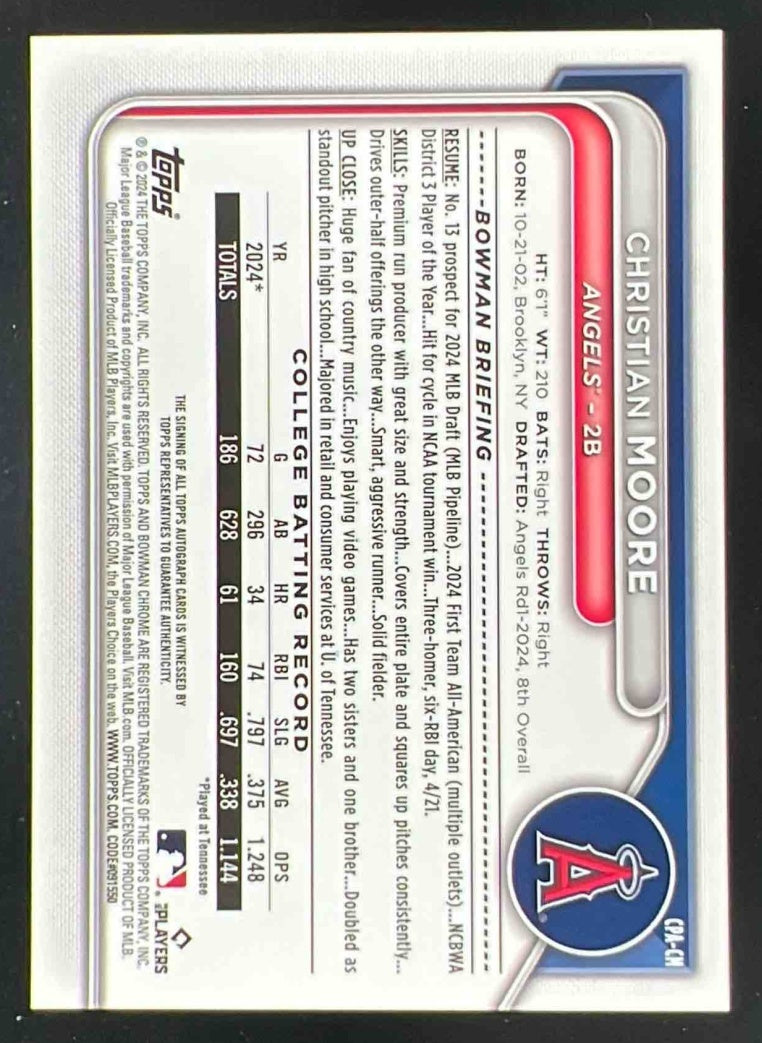 CPA-CM
CHRISTIAN MOORE
ANGELS® - 2B
HT: 6'1" WT: 210 BATS: Right THROWS: Right
BORN: 10-21-02, Brooklyn, NY DRAFTED: Angels Rd1-2024, 8th Overall
BOWMAN BRIEFING
RESUME: No. 13 prospect for 2024 MLB Draft (MLB Pipeline)...2024 First Team All-American (multiple outlets)...NCBWA
District 3 Player of the Year...Hit for cycle in NCAA tournament win...Three-homer, six-RBI day, 4/21.
SKILLS: Premium run producer with great size and strength...Covers entire plate and squares up pitches consistently...
Drives outer-half offerings the other way...Smart, aggressive runner...Solid fielder.
UP CLOSE: Huge fan of country music...Enjoys playing video games...Has two sisters and one brother...Doubled as
standout pitcher in high school...Majored in retail and consumer services at U. of Tennessee.
COLLEGE BATTING RECORD
YR G AB HR RBI SLG AVG OPS
2024* 72 296 34 74 .797 .375 1.248
TOTALS 186 628 61 160 .697 .338 1.144
*Played at Tennessee
THE SIGNING OF ALL TOPPS AUTOGRAPH CARDS IS WITNESSED BY
TOPPS REPRESENTATIVES TO GUARANTEE AUTHENTICITY.
topps®
MLB PLAYERS
® & © 2024 THE TOPPS COMPANY, INC. ALL RIGHTS RESERVED. TOPPS AND BOWMAN CHROME ARE REGISTERED TRADEMARKS OF THE TOPPS COMPANY, INC.
Major League Baseball trademarks and copyrights are used with permission of Major League Baseball. Visit MLB.com. OFFICIALLY LICENSED PRODUCT OF MLB
Officially Licensed Product of MLB Players, Inc. Visit MLBPLAYERS.COM, the Players Choice on the web. WWW.TOPPS.COM. CODE#091550